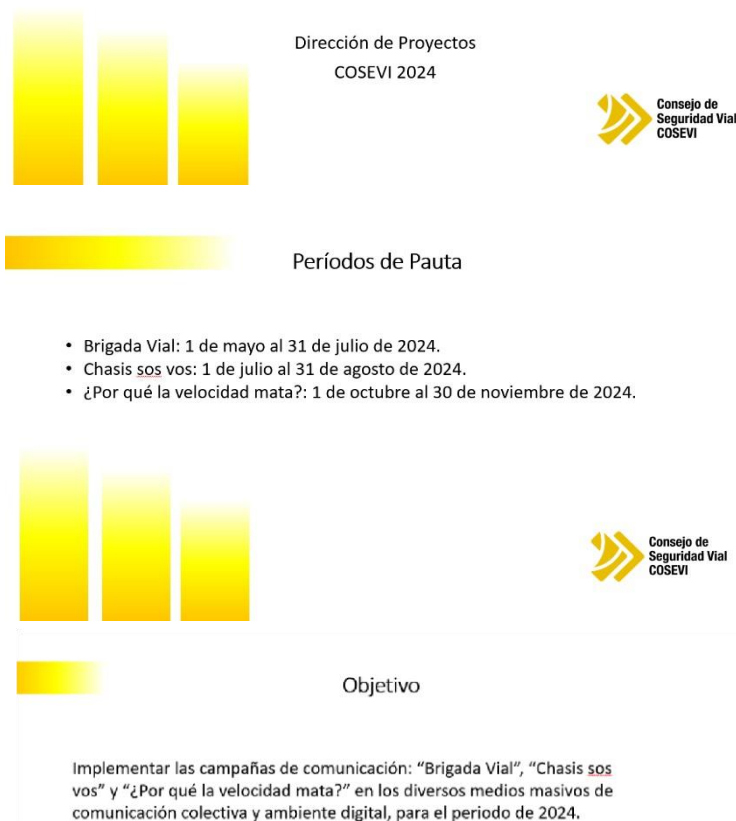 Dirección de Proyectos
COSEVI 2024
Consejo de
Seguridad Vial
COSEVI
Períodos de Pauta
• Brigada Vial: 1 de mayo al 31 de julio de 2024.
• Chasis sos vos: 1 de julio al 31 de agosto de 2024.
• ¿Por qué la velocidad mata?: 1 de octubre al 30 de noviembre de 2024.
Consejo de
Seguridad Vial
COSEVI
Objetivo
Implementar las campañas de comunicación: “Brigada Vial”, “Chasis sos
vos” y “¿Por qué la velocidad mata?” en los diversos medios masivos de
comunicación colectiva y ambiente digital, para el periodo de 2024.